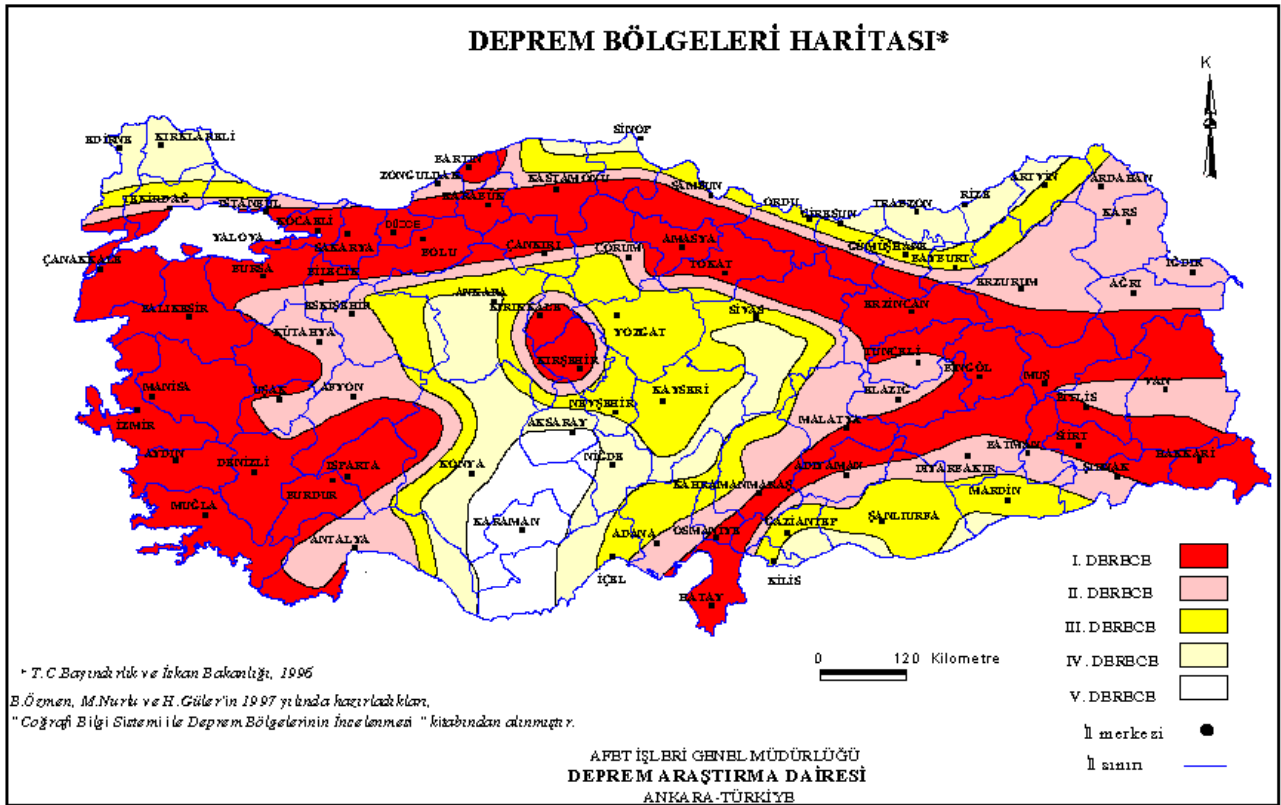 DEPREM BÖLGELERİ HARİTASI*
K
SİNOP
EDİRNE
KIRKLARELİ
BARTIN
ZONGULDAK
KASTAMONU
KARABÜK
SAMSUN
ORDU
GİRESUN
TRABZON
RİZE
ARTVİN
ARDAHAN
KARS
TEKİRDAĞ
İSTANBUL
KOCAELİ
YALOVA
SAKARYA
DÜZCE
BOLU
ÇANKIRI
ÇORUM
AMASYA
TOKAT
GÜMÜŞHANE
BAYBURT
ERZURUM
IĞDIR
AĞRI
ÇANAKKALE
BURSA
BİLECİK
ESKİŞEHİR
ANKARA
KIRIKKALE
YOZGAT
SİVAS
ERZİNCAN
BALIKESİR
KÜTAHYA
KIRŞEHİR
TUNCELİ
BİNGÖL
MUŞ
VAN
MANİSA
UŞAK
AFYON
NEVŞEHİR
KAYSERİ
ELAZIĞ
BİTLİS
İZMİR
AKSARAY
MALATYA
SİİRT
BATMAN
HAKKARİ
AYDIN
DENİZLİ
ISPARTA
BURDUR
KONYA
NİĞDE
KAHRAMANMARAŞ
ADIYAMAN
DİYARBAKIR
ŞIRNAK
MUĞLA
KARAMAN
ADANA
OSMANİYE
GAZİANTEP
ŞANLIURFA
MARDİN
ANTALYA
İÇEL
KİLİS
HATAY
I. DERECE
II. DERECE
III. DERECE
IV. DERECE
V. DERECE
İl merkezi
İl sınırı
0 120 Kilometre
* T.C Bayındırlık ve İskan Bakanlığı, 1996
B.Özmen, M.Nurlu ve H.Güler'in 1997 yılında hazırladıkları,
"Coğrafi Bilgi Sistemi ile Deprem Bölgelerinin İncelenmesi" kitabından alınmıştır.
AFET İŞLERİ GENEL MÜDÜRLÜĞÜ
DEPREM ARAŞTIRMA DAİRESİ
ANKARA-TÜRKİYE